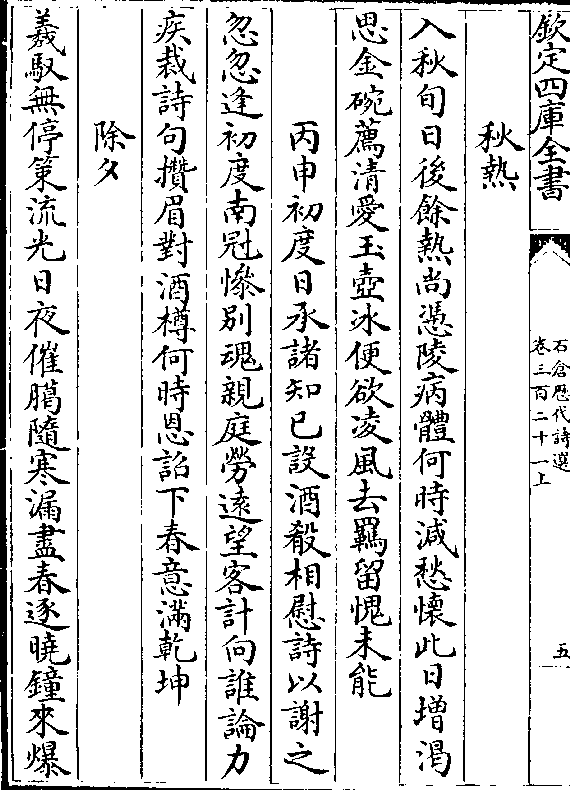 欽定四庫全書
石倉歴代詩選
卷三百二十一上
五
秋熱
入秋旬日後餘熱尚憑陵病體何時減愁懷此日增渴
思金碗薦清愛玉壺冰便欲凌風去羈留愧未能
丙申初度日承諸知已設酒殽相慰詩以謝之
忽忽逢初度南冠慘別魂親庭勞遠望客計向誰論力
疾裁詩句攢眉對酒樽何時恩詔下春意滿乾坤
除夕
羲馭無停策流光日夜催臈隨寒漏盡春逐曉鐘來爆